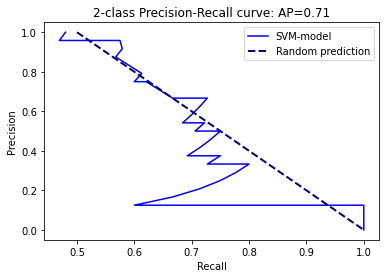 2-class Precision-Recall curve: AP=0.71
SVM-model
Random prediction
1.0
0.8
0.6
0.4
0.2
0.0
Precision
0.5 0.6 0.7 0.8 0.9 1.0
Recall